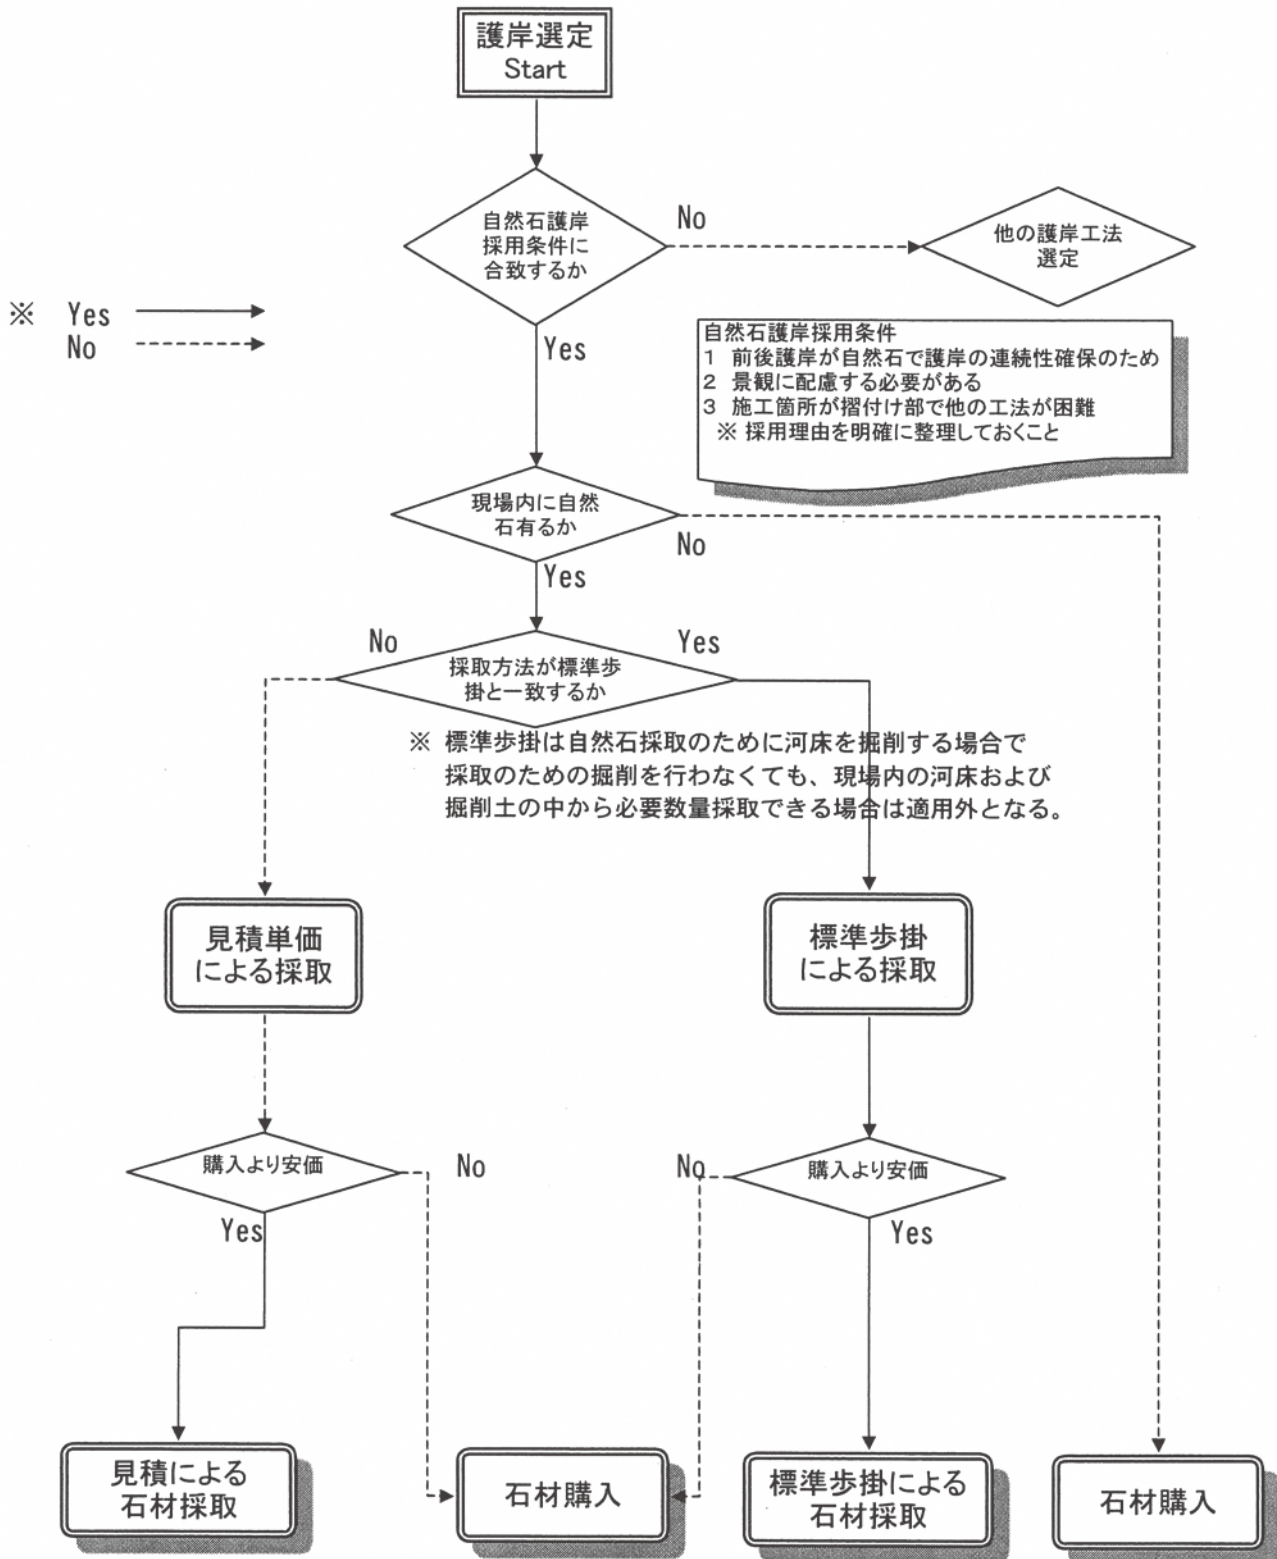 護岸選定
Start
自然石護岸
採用条件に
合致するか
No
他の護岸工法
選定
※ Yes
No
Yes
自然石護岸採用条件
1 前後護岸が自然石で護岸の連続性確保のため
2 景観に配慮する必要がある
3 施工箇所が摺付け部で他の工法が困難
※ 採用理由を明確に整理しておくこと
現場内に自然
石有るか
No
Yes
No
Yes
採取方法が標準歩
掛と一致するか
※ 標準歩掛は自然石採取のために河床を掘削する場合で
採取のための掘削を行わなくても、現場内の河床および
掘削土の中から必要数量採取できる場合は適用外となる。
見積単価
による採取
標準歩掛
による採取
購入より安価
No
Yes
No
購入より安価
Yes
見積による
石材採取
石材購入
標準歩掛による
石材採取
石材購入